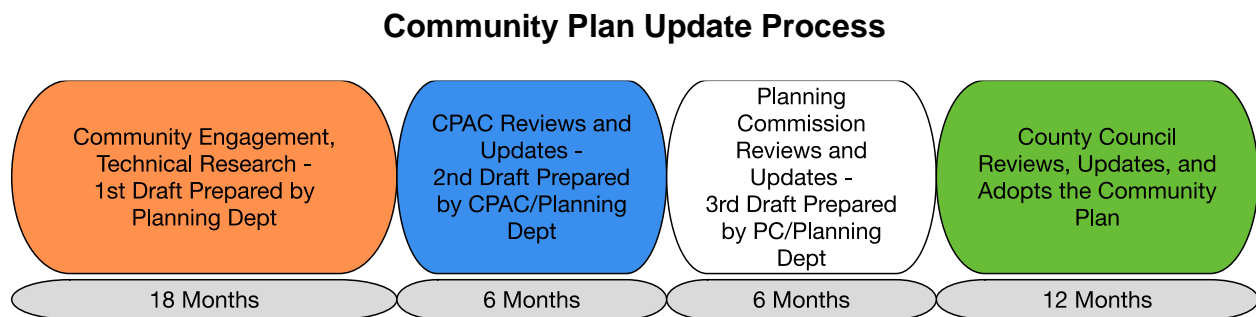 Community Plan Update Process
Community Engagement,
Technical Research -
1st Draft Prepared by
Planning Dept
CPAC Reviews and
Updates -
2nd Draft Prepared
by CPAC/Planning
Dept
Planning
Commission
Reviews and
Updates -
3rd Draft Prepared
by PC/Planning
Dept
County Council
Reviews, Updates, and
Adopts the Community
Plan
18 Months
6 Months
6 Months
12 Months